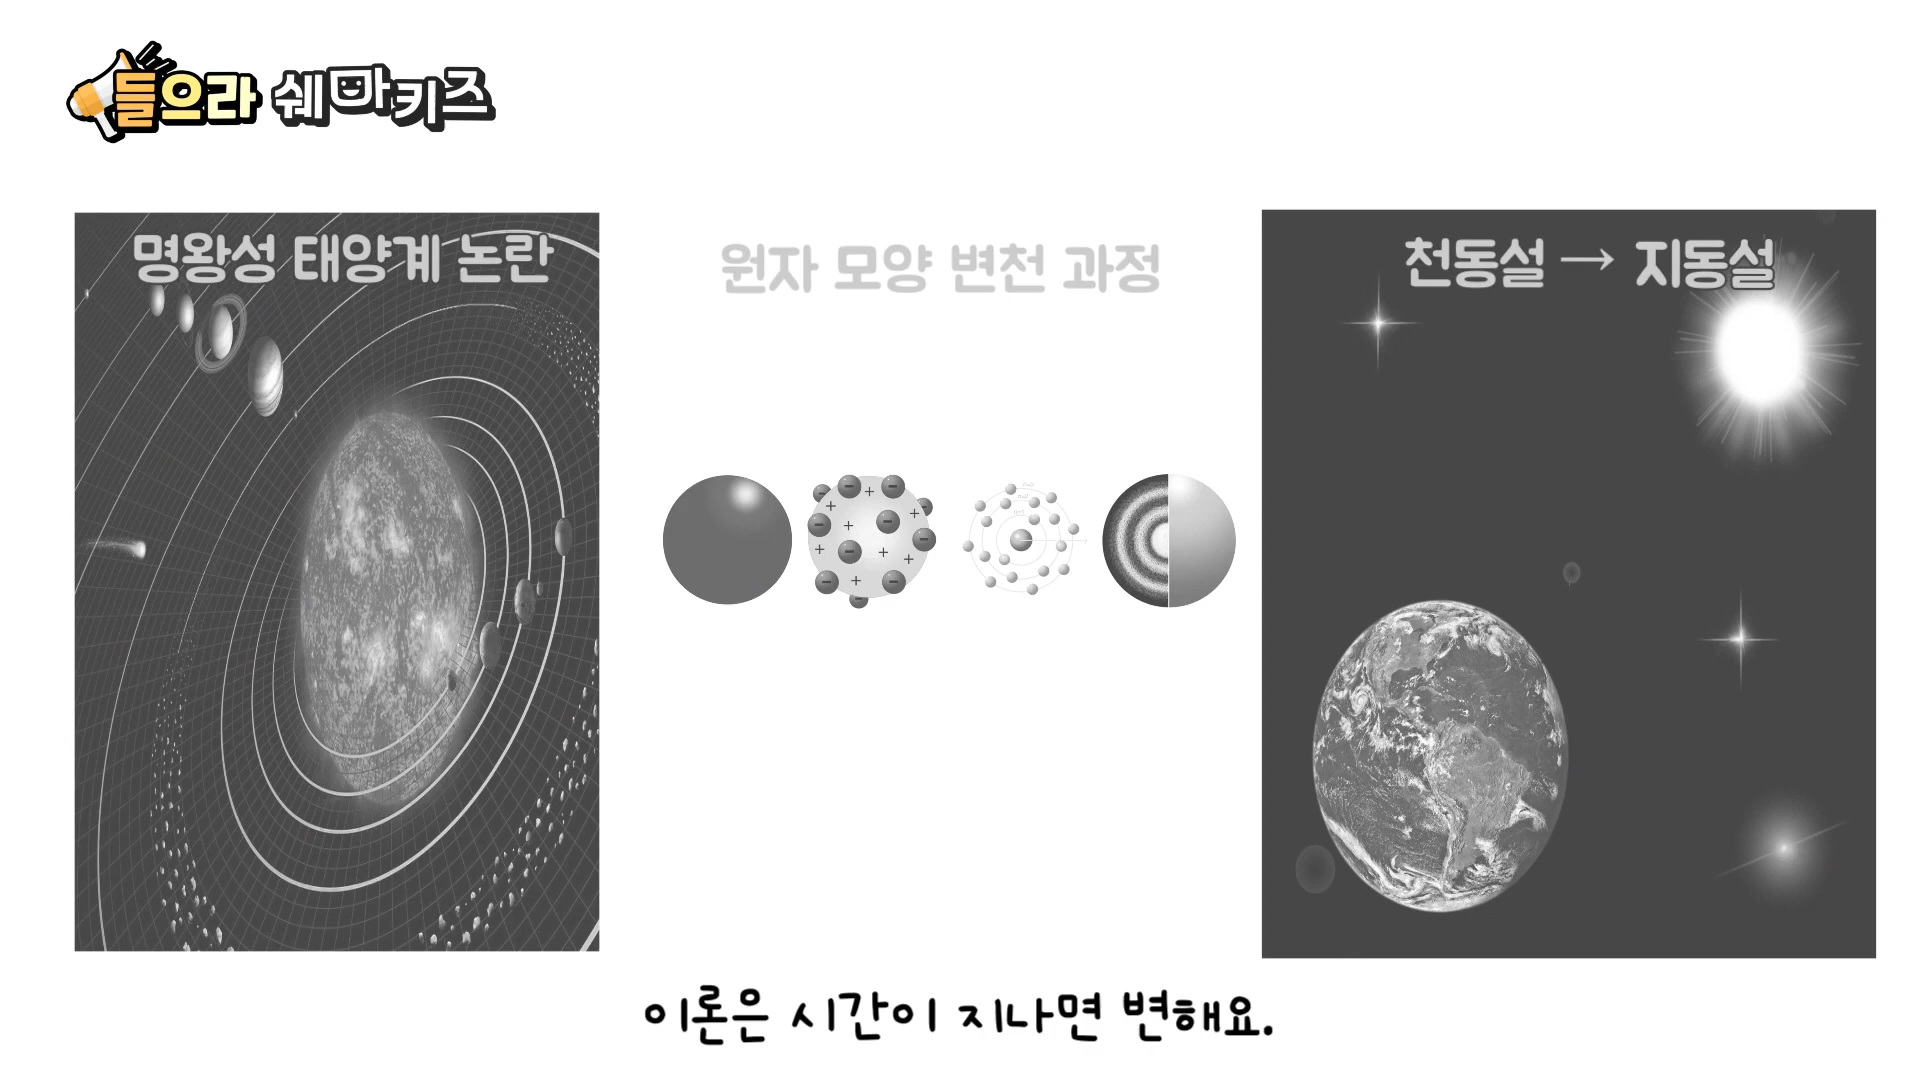 들으라 쉐마키즈
명왕성 태양계 논란
원자 모양 변천 과정
천동설 → 지동설
이론은 시간이 지나면 변해요.